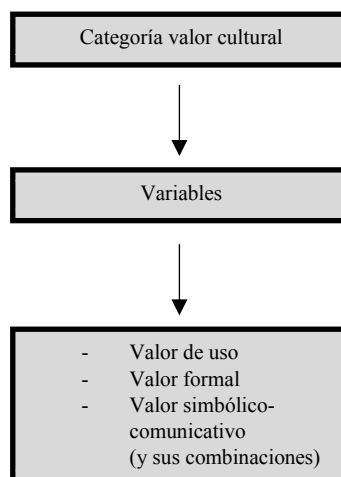 Categoría valor cultural
Variables
- Valor de uso
- Valor formal
- Valor simbólico-
comunicativo
(y sus combinaciones)